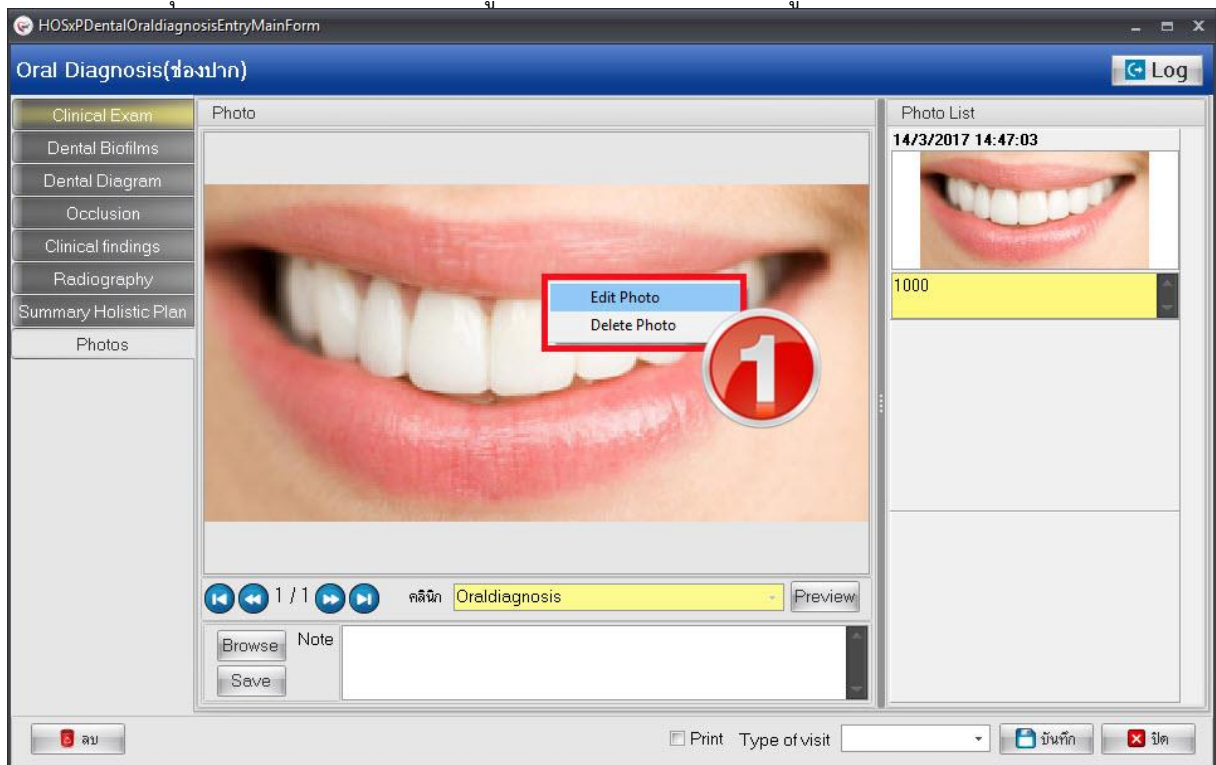 HOSxPDentalOraldiagnosisEntryMainForm
Oral Diagnosis(ช่องปาก)
Log
Clinical Exam
Dental Biofilms
Dental Diagram
Occlusion
Clinical findings
Radiography
Summary Holistic Plan
Photos
Photo
Edit Photo
Delete Photo
1
1 / 1
คลินิก Oraldiagnosis
Preview
Browse
Note
Save
Photo List
14/3/2017 14:47:03
1000
ลบ
Print Type of visit
บันทึก
ปิด